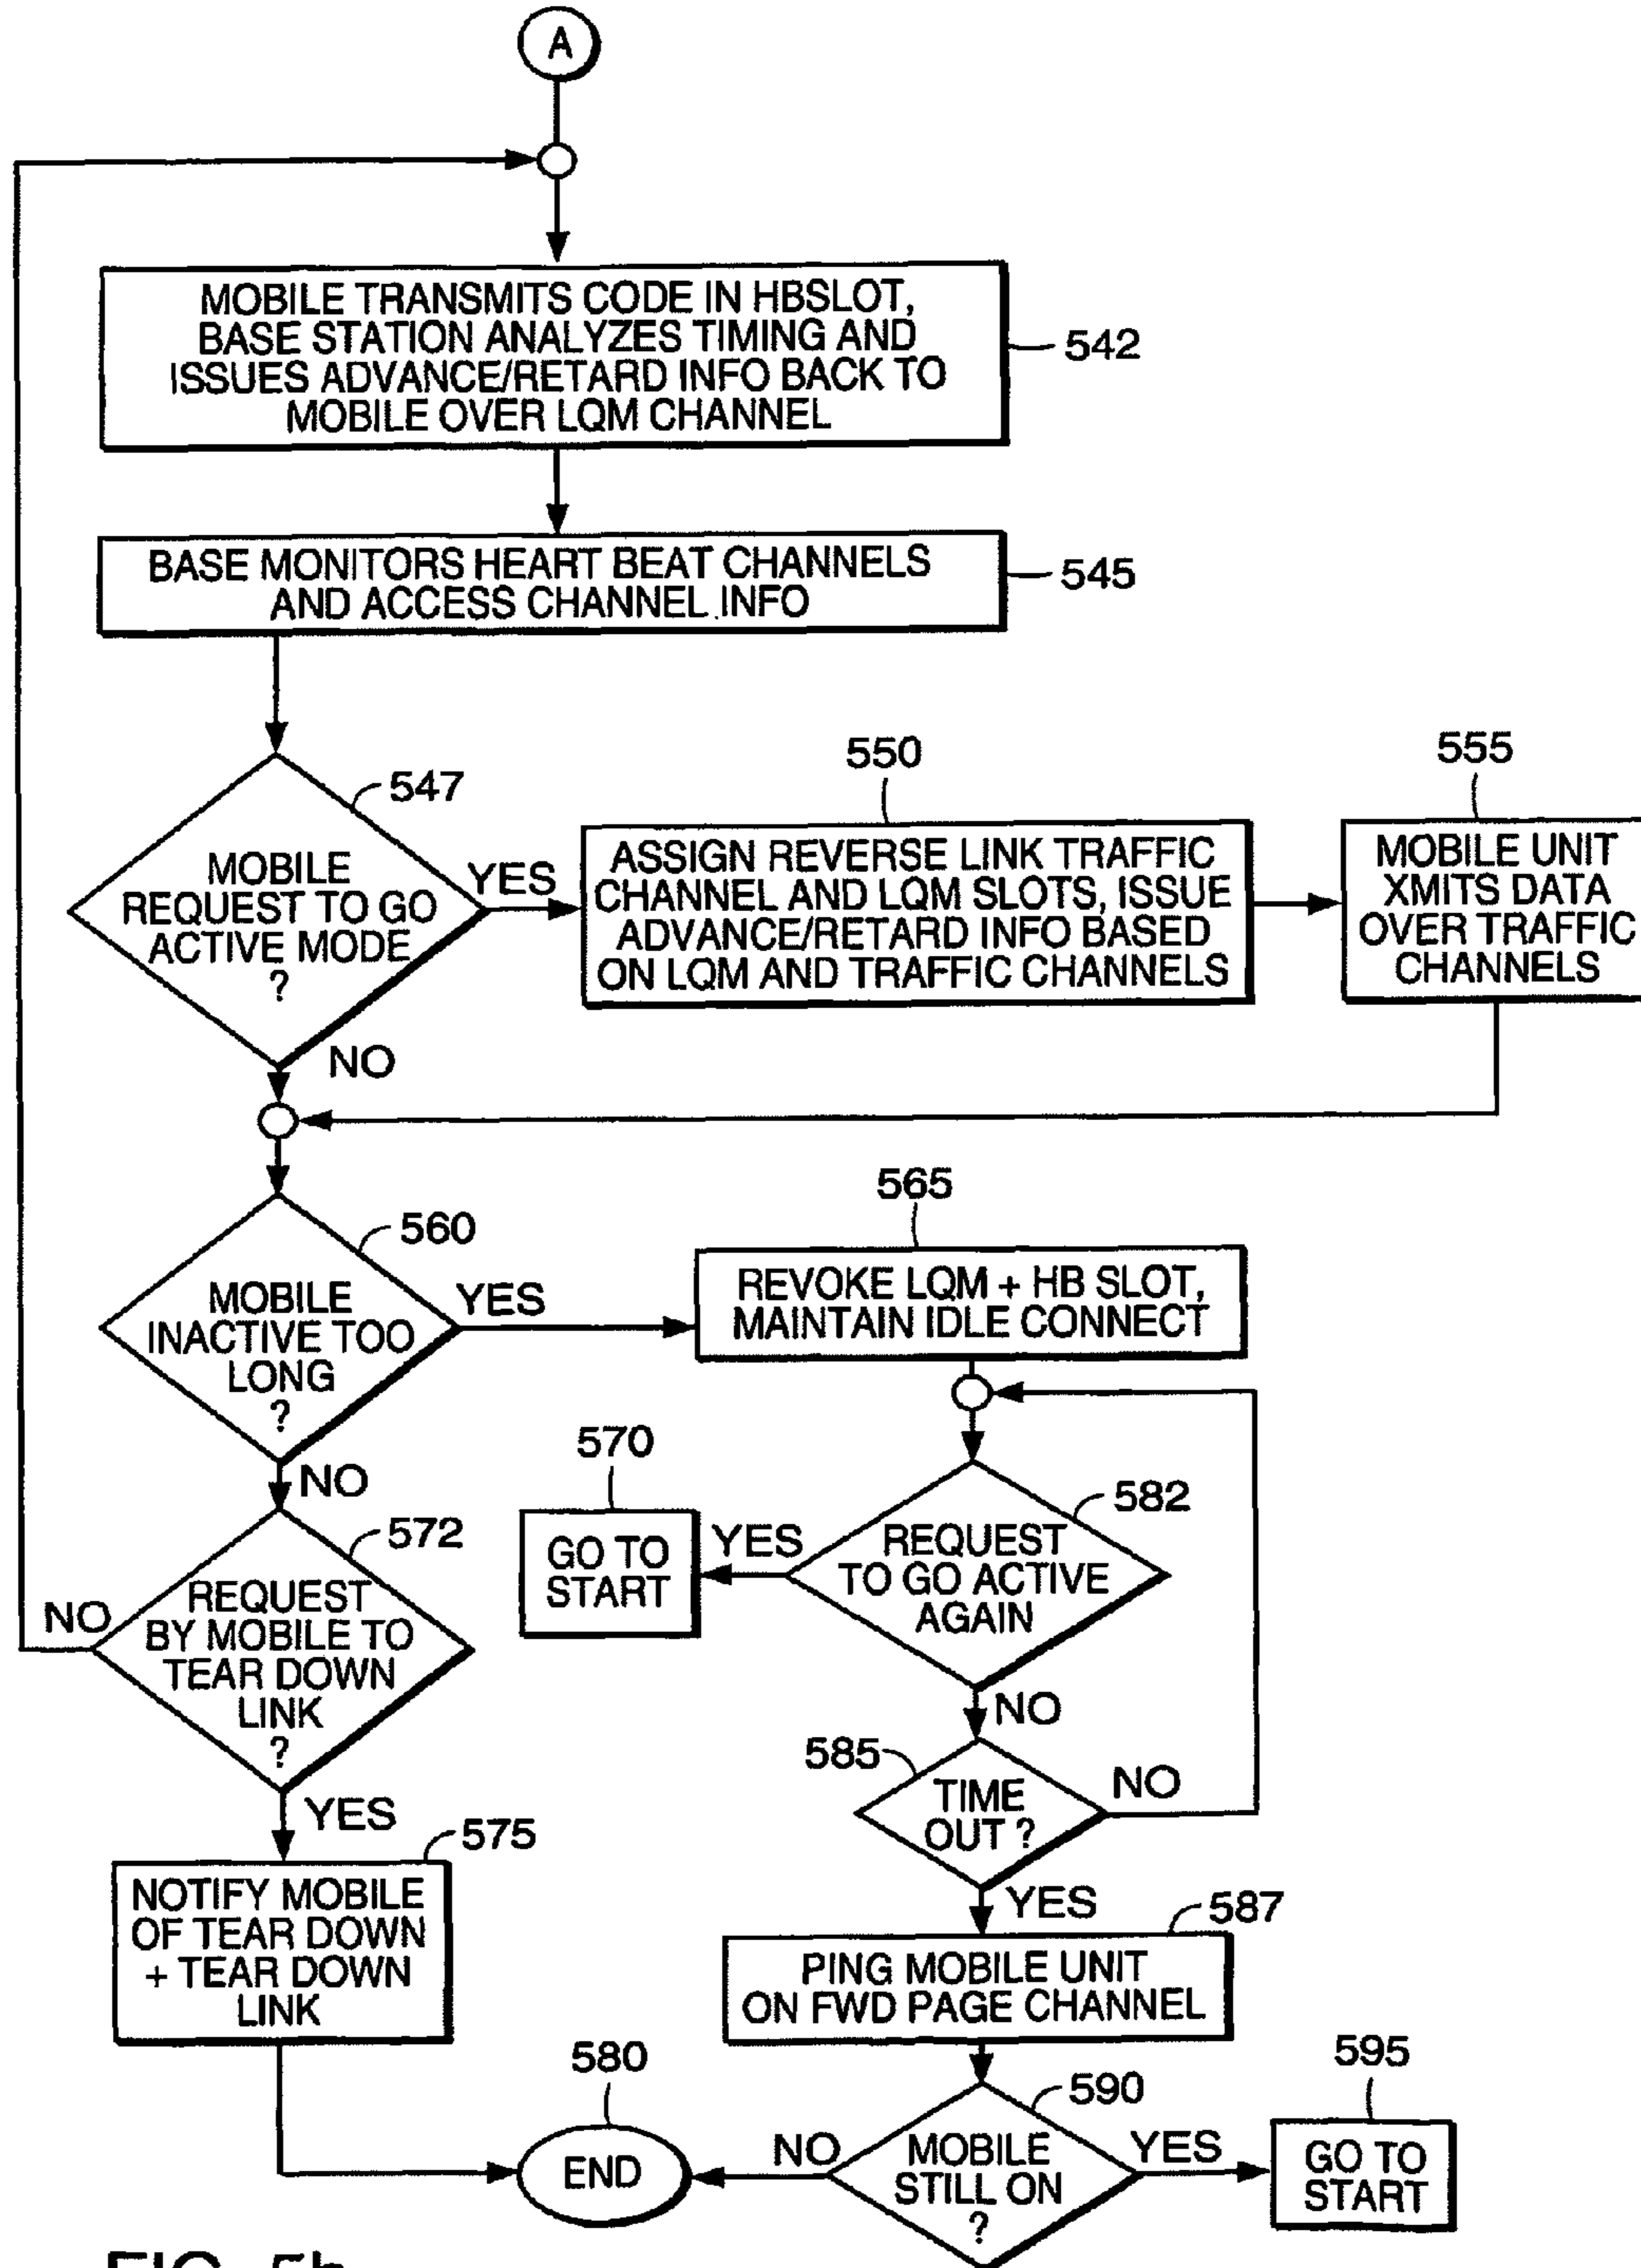 A
MOBILE TRANSMITS CODE IN HBSLOT,
BASE STATION ANALYZES TIMING AND
ISSUES ADVANCE/RETARD INFO BACK TO
MOBILE OVER LQM CHANNEL
542
BASE MONITORS HEART BEAT CHANNELS
AND ACCESS CHANNEL INFO
545
547
MOBILE
REQUEST TO GO
ACTIVE MODE
?
YES
NO
550
ASSIGN REVERSE LINK TRAFFIC
CHANNEL AND LQM SLOTS, ISSUE
ADVANCE/RETARD INFO BASED
ON LQM AND TRAFFIC CHANNELS
555
MOBILE UNIT
XMITS DATA
OVER TRAFFIC
CHANNELS
560
MOBILE
INACTIVE TOO
LONG
?
YES
NO
565
REVOKE LQM + HB SLOT,
MAINTAIN IDLE CONNECT
570
GO TO
START
YES
582
REQUEST
TO GO ACTIVE
AGAIN
NO
572
REQUEST
BY MOBILE TO
TEAR DOWN
LINK
?
NO
YES
585
TIME
OUT ?
NO
YES
575
NOTIFY MOBILE
OF TEAR DOWN
+ TEAR DOWN
LINK
587
PING MOBILE UNIT
ON FWD PAGE CHANNEL
580
END
NO
590
MOBILE
STILL ON
?
YES
595
GO TO
START
FIG. 5b